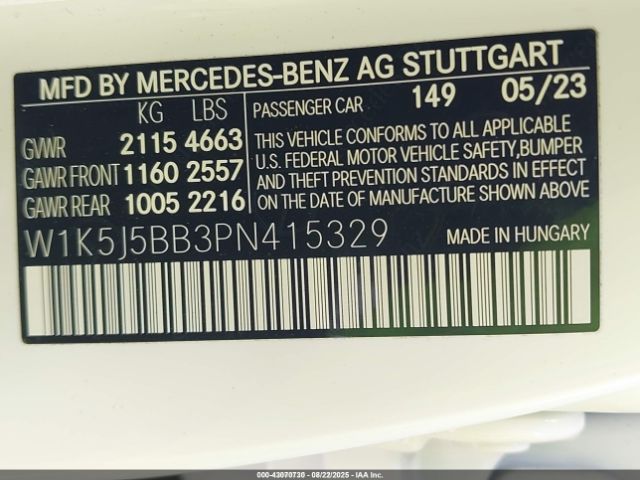 MFD BY MERCEDES-BENZ AG STUTTGART
KG LBS
GVWR 2115 4663
GAWR FRONT 1160 2557
GAWR REAR 1005 2216
PASSENGER CAR 149 05/23
THIS VEHICLE CONFORMS TO ALL APPLICABLE
U.S. FEDERAL MOTOR VEHICLE SAFETY,BUMPER
AND THEFT PREVENTION STANDARDS IN EFFECT
ON THE DATE OF MANUFACTURE SHOWN ABOVE
W1K5J5BB3PN415329 MADE IN HUNGARY
000-43070730 - 08/22/2025 - IAA Inc.